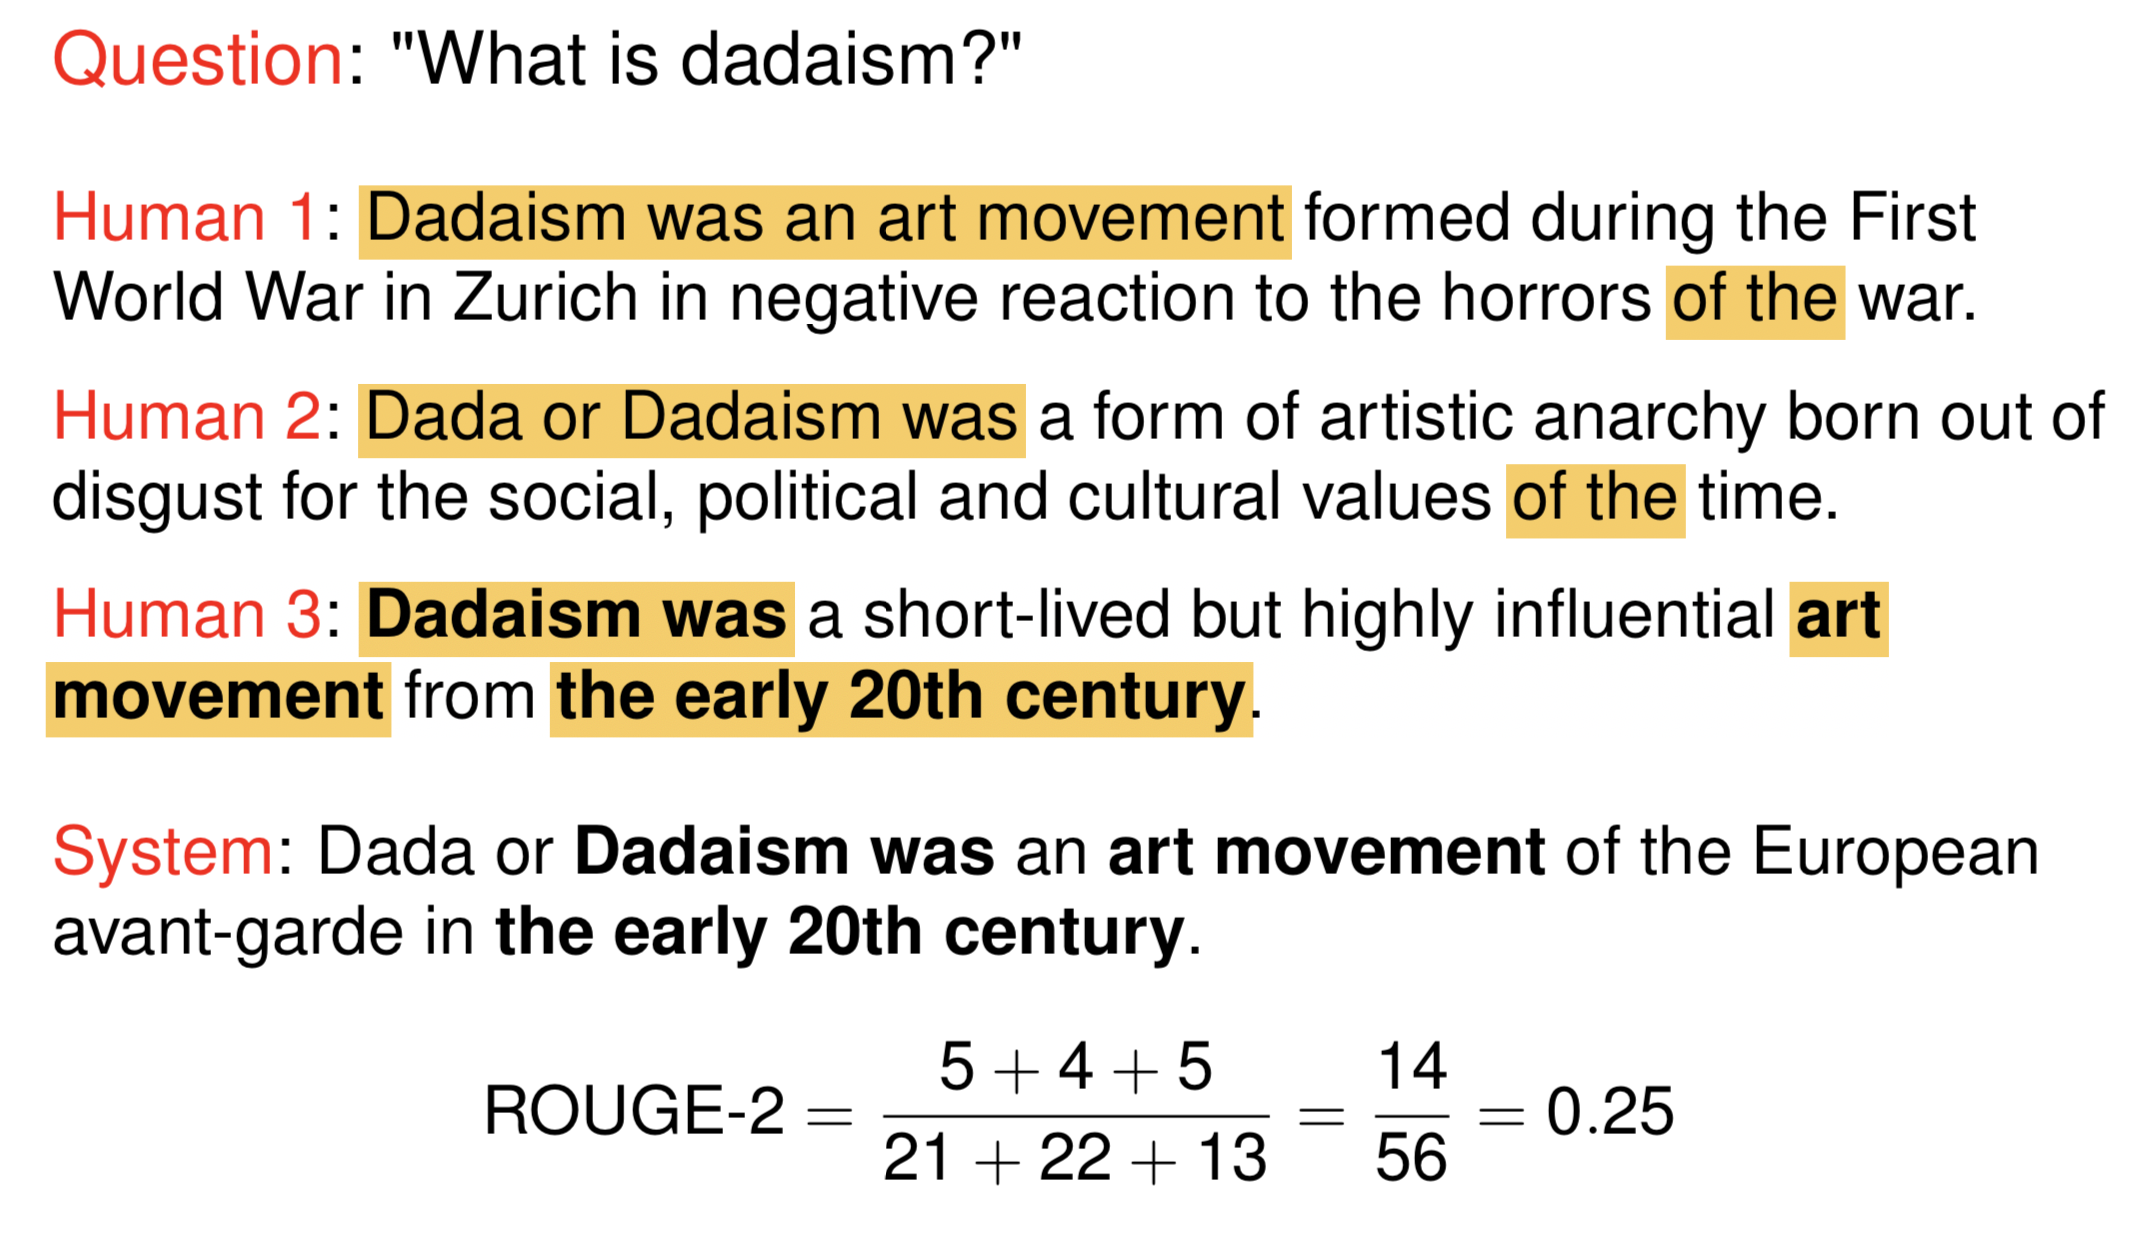 Question: "What is dadaism?"
Human 1: Dadaism was an art movement formed during the First
World War in Zurich in negative reaction to the horrors of the war.
Human 2: Dada or Dadaism was a form of artistic anarchy born out of
disgust for the social, political and cultural values of the time.
Human 3: Dadaism was a short-lived but highly influential art
movement from the early 20th century.
System: Dada or Dadaism was an art movement of the European
avant-garde in the early 20th century.
5 + 4 + 5 14
ROUGE-2 = = = 0.25
21 + 22 + 13 56